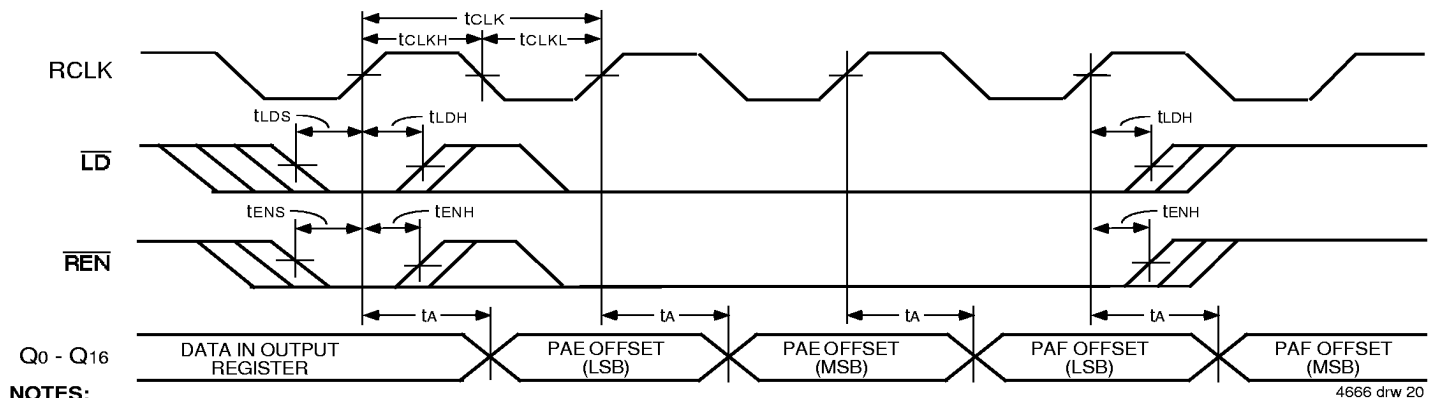 tCLK
tCLKH tCLKL
RCLK
tLDS tLDH tLDH
LD
tENS tENH tENH
REN
tA tA tA tA
Q0 - Q16
DATA IN OUTPUT
REGISTER
PAE OFFSET
(LSB)
PAE OFFSET
(MSB)
PAF OFFSET
(LSB)
PAF OFFSET
(MSB)
NOTES:
4666 drw 20